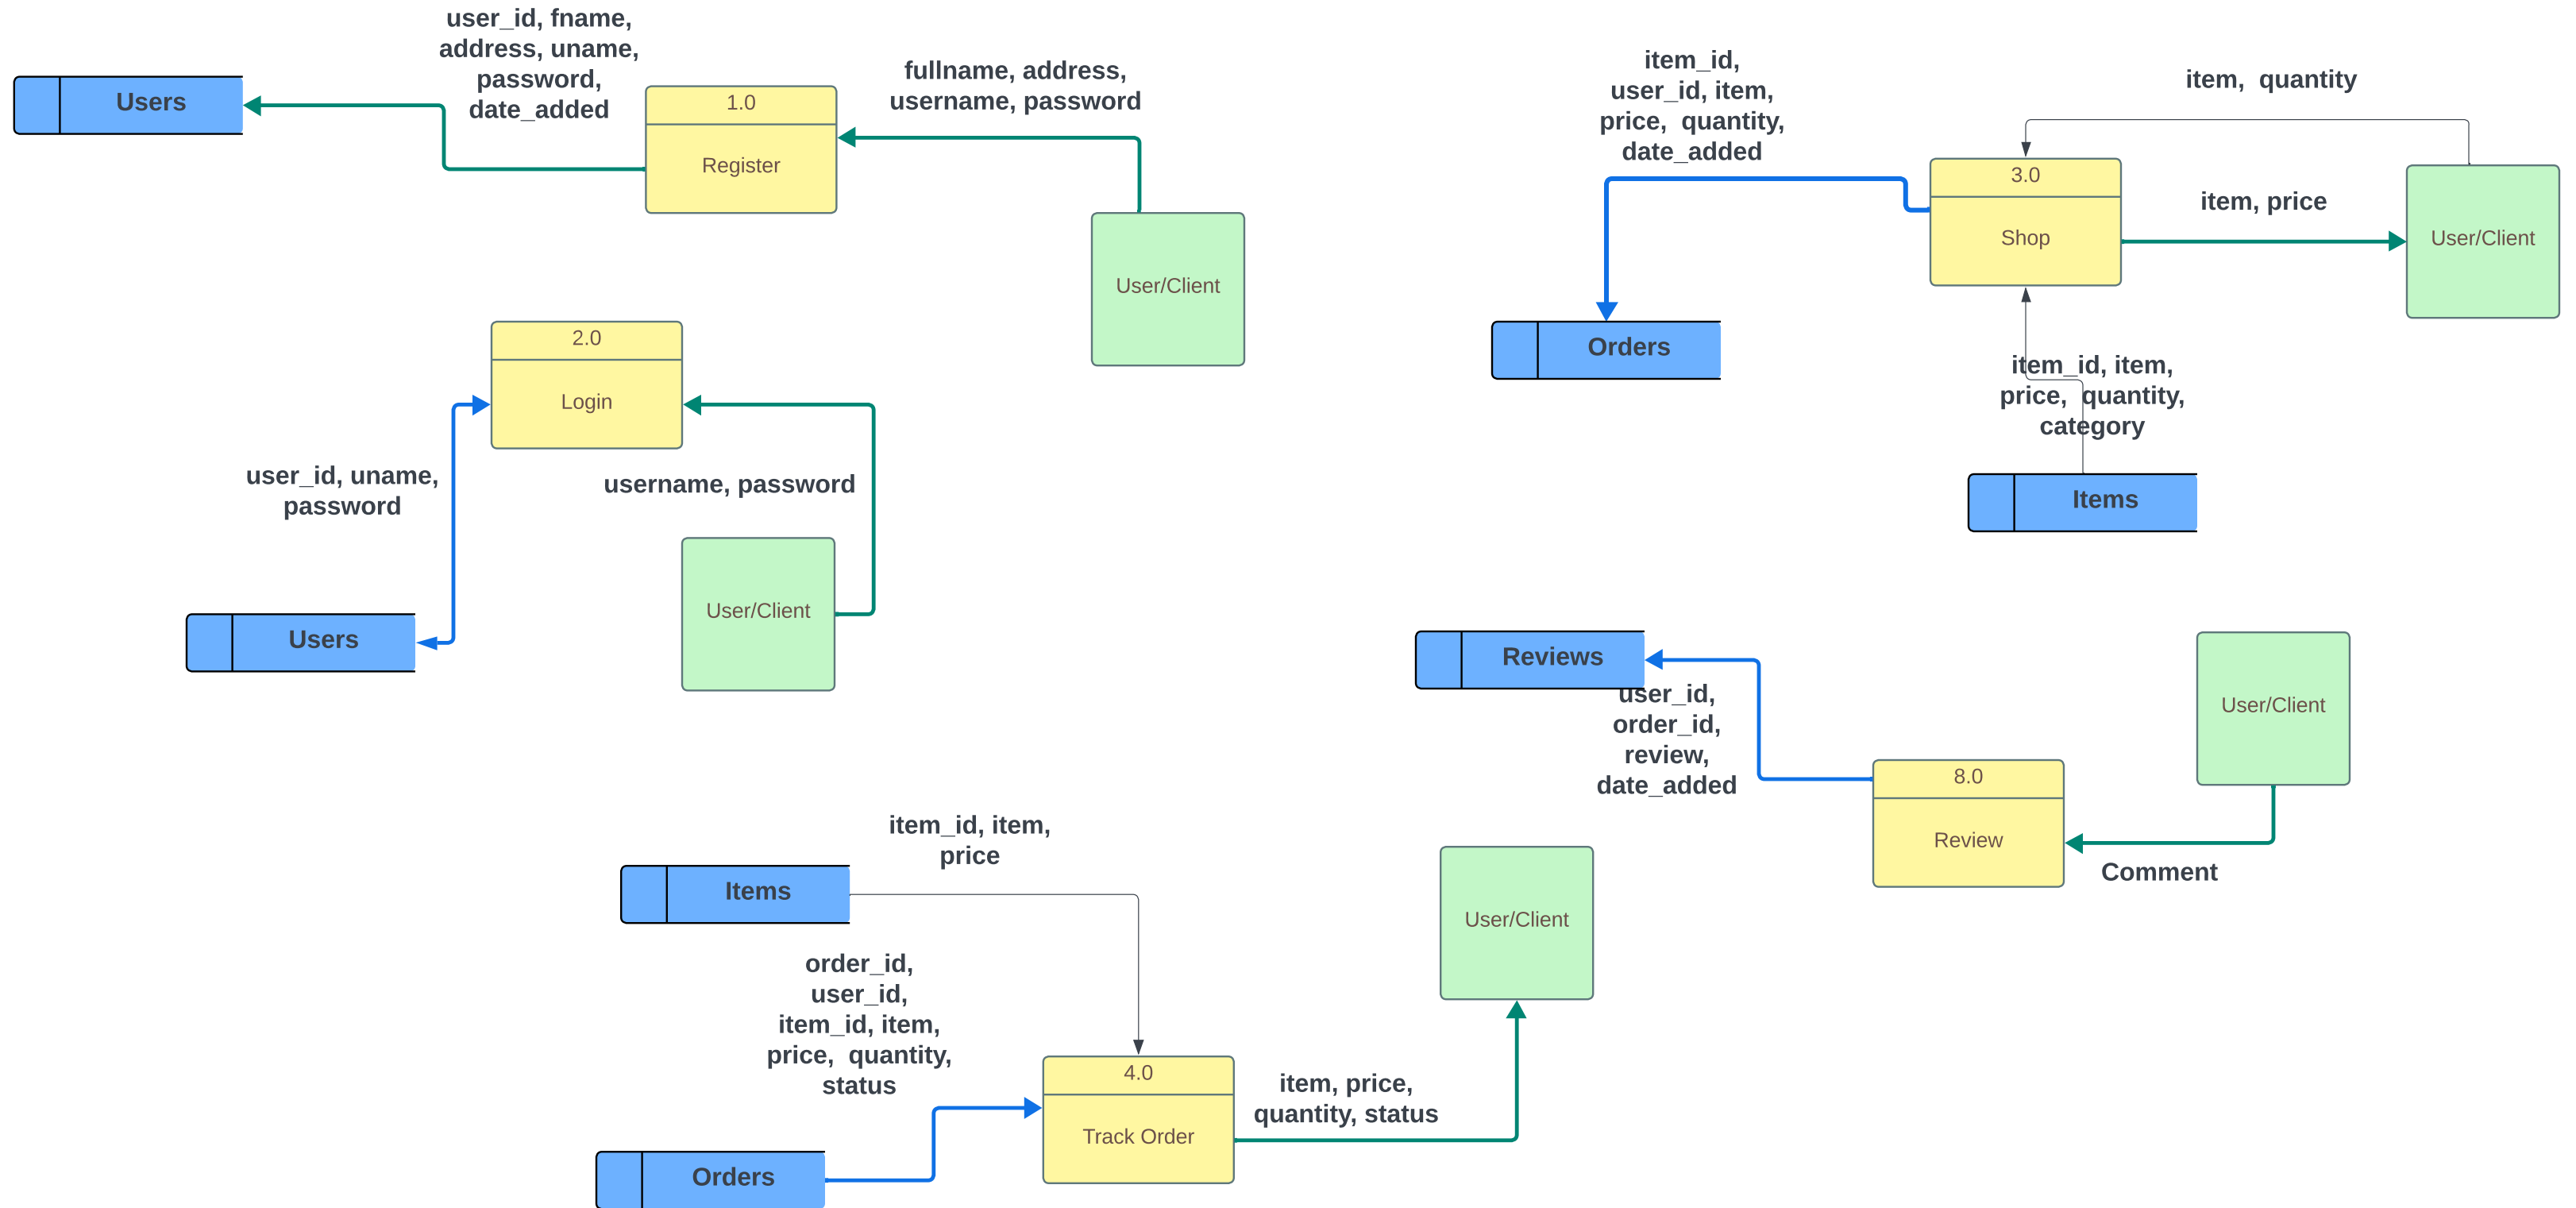 user_id, fname,
address, uname,
password,
date_added
Users
1.0
Register
fullname, address,
username, password
User/Client
2.0
Login
user_id, uname,
password
username, password
Users
User/Client
item_id,
user_id, item,
price,  quantity,
date_added
item,  quantity
3.0
Shop
item, price
User/Client
Orders
item_id, item,
price,  quantity,
category
Items
Reviews
user_id,
order_id,
review,
date_added
User/Client
8.0
Review
Comment
item_id, item,
price
Items
User/Client
order_id,
user_id,
item_id, item,
price,  quantity,
status
4.0
Track Order
item, price,
quantity, status
Orders